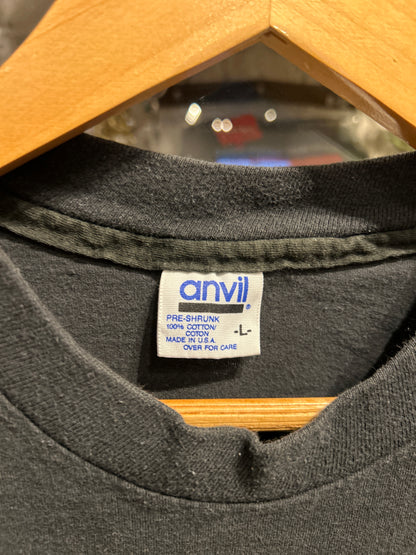 anvil®
PRE-SHRUNK
100% COTTON/
COTON
MADE IN U.S.A.
OVER FOR CARE
-L-